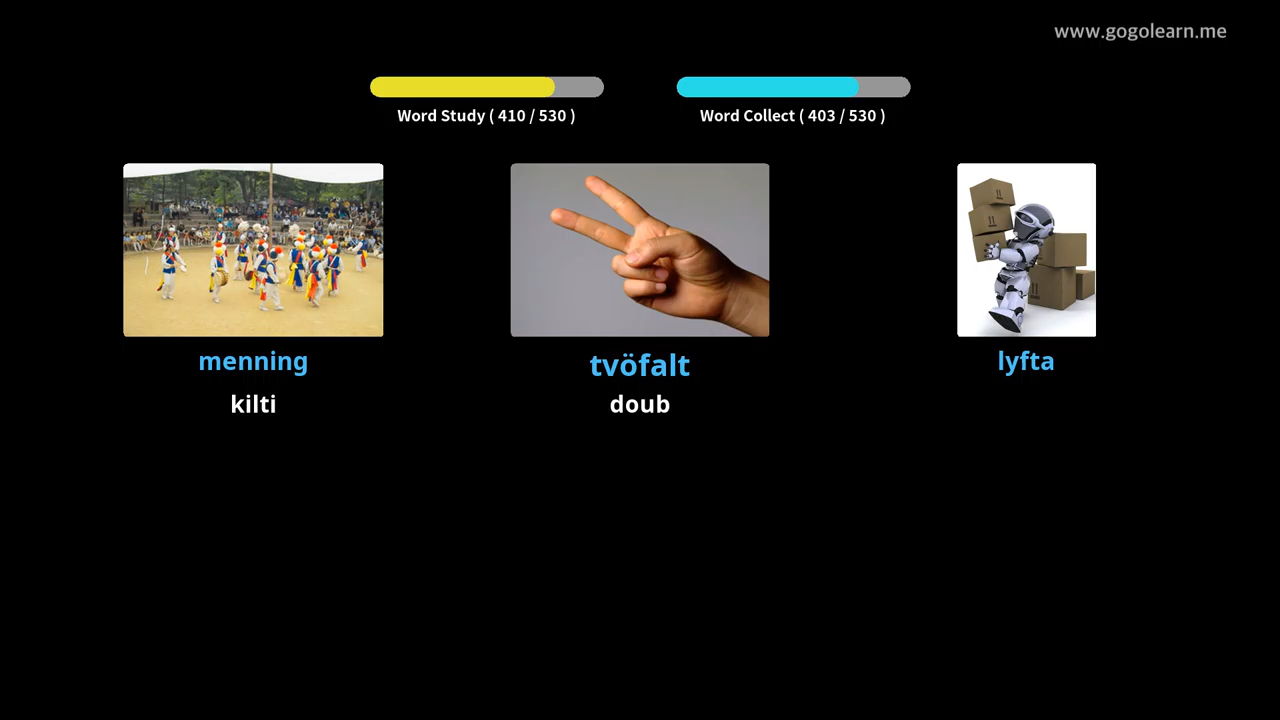 www.gogolearn.me
Word Study ( 410 / 530 )
Word Collect ( 403 / 530 )
menning
tvöfalt
lyfta
kilti
doub